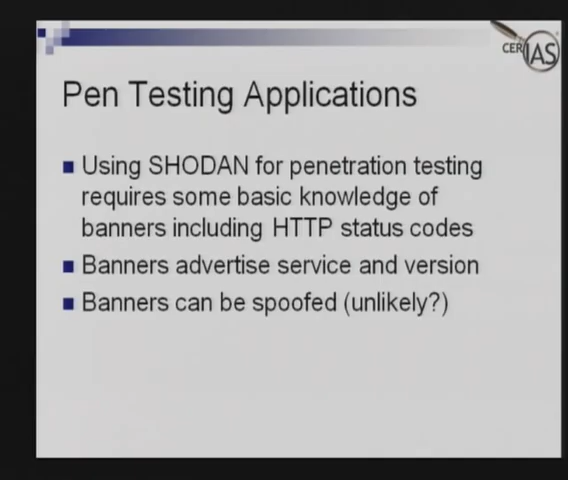 CERIAS
Pen Testing Applications
Using SHODAN for penetration testing
requires some basic knowledge of
banners including HTTP status codes
Banners advertise service and version
Banners can be spoofed (unlikely?)